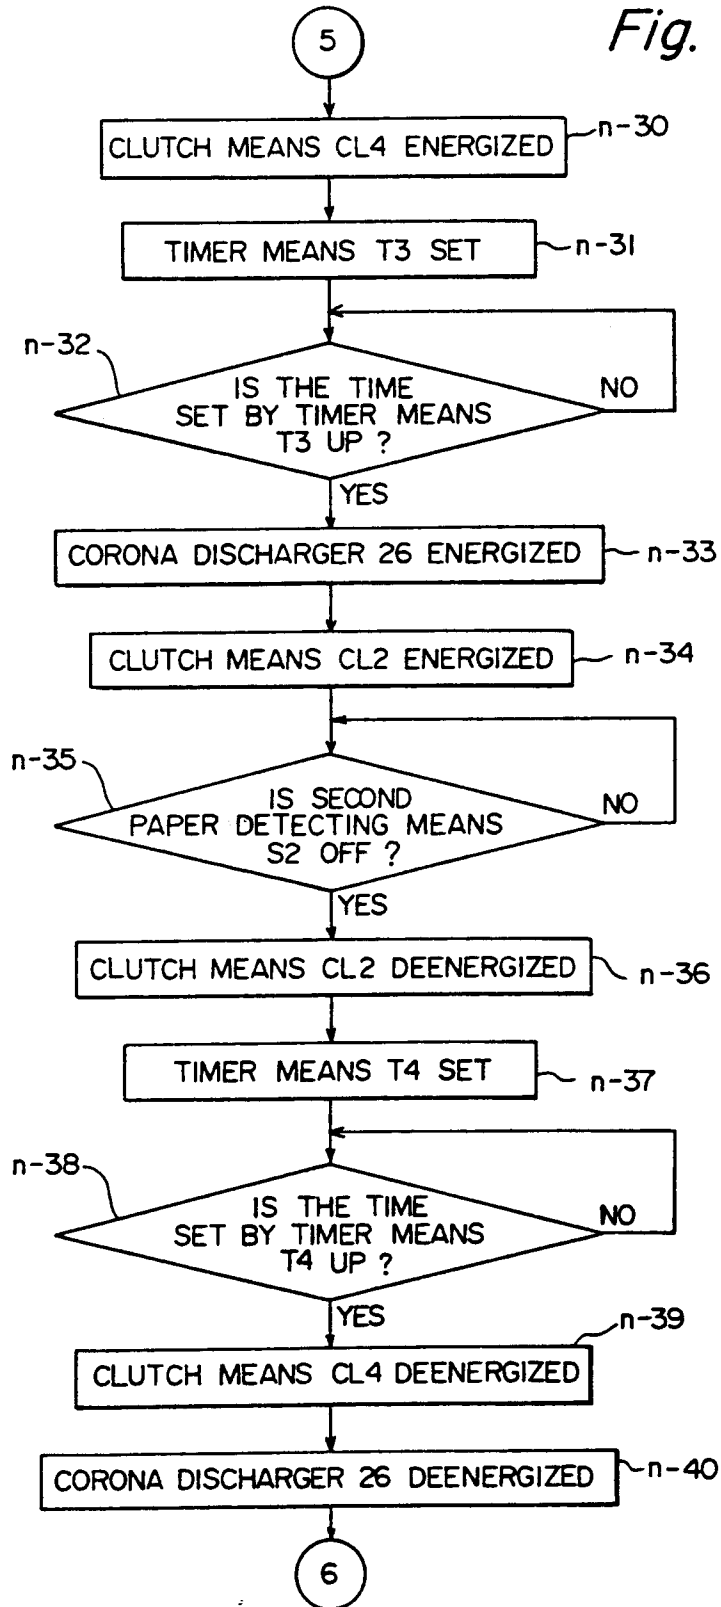 5
Fig.
CLUTCH MEANS CL4 ENERGIZED
n-30
TIMER MEANS T3 SET
n-31
n-32
IS THE TIME
SET BY TIMER MEANS
T3 UP ?
NO
YES
CORONA DISCHARGER 26 ENERGIZED
n-33
CLUTCH MEANS CL2 ENERGIZED
n-34
n-35
IS SECOND
PAPER DETECTING MEANS
S2 OFF ?
NO
YES
CLUTCH MEANS CL2 DEENERGIZED
n-36
TIMER MEANS T4 SET
n-37
n-38
IS THE TIME
SET BY TIMER MEANS
T4 UP ?
NO
YES
n-39
CLUTCH MEANS CL4 DEENERGIZED
CORONA DISCHARGER 26 DEENERGIZED
n-40
6